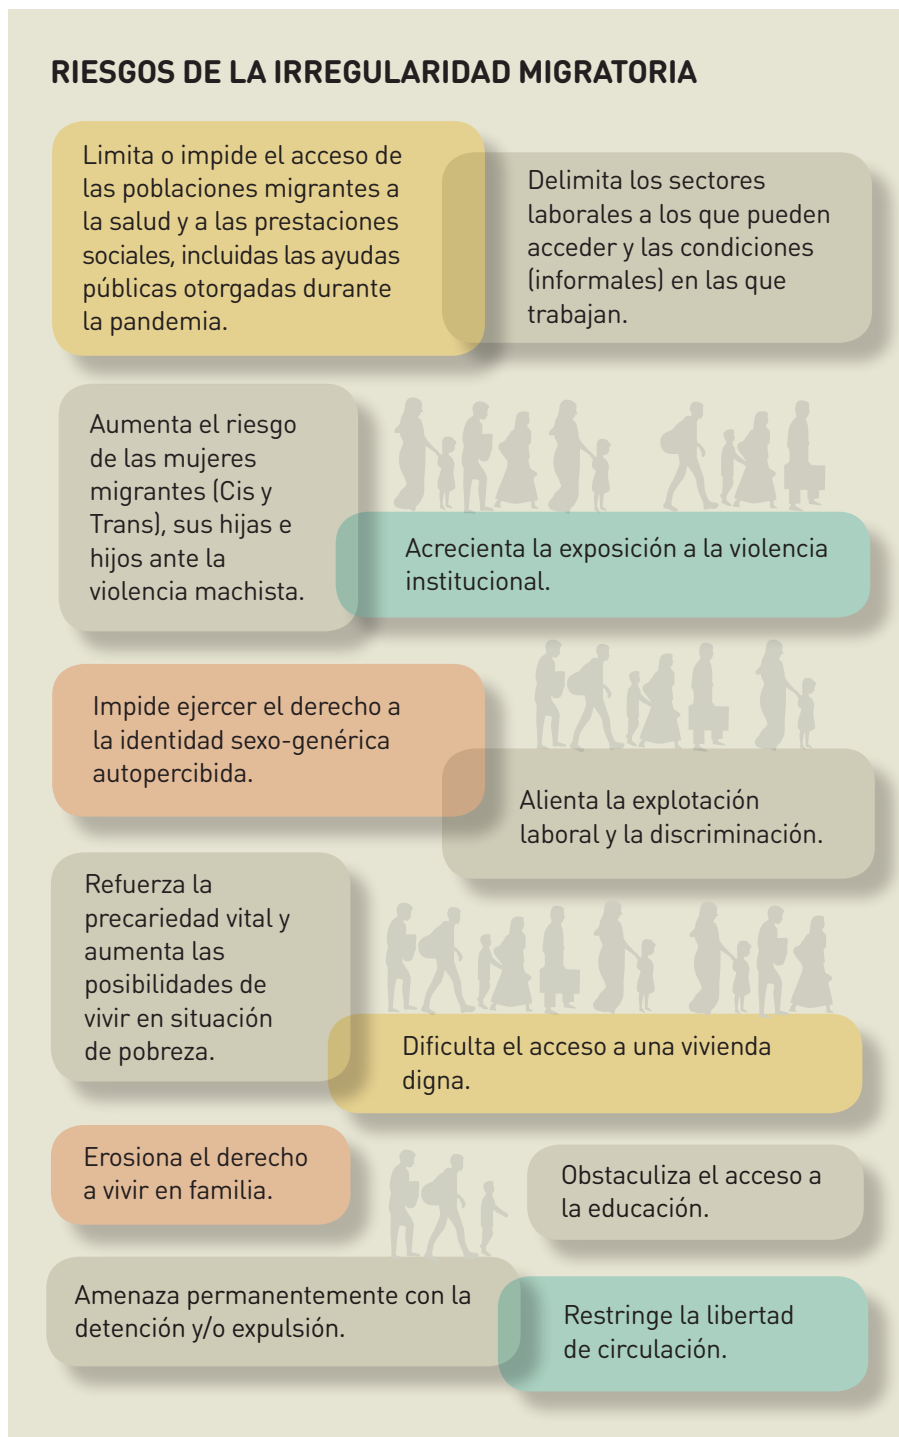 RIESGOS DE LA IRREGULARIDAD MIGRATORIA
Limita o impide el acceso de
las poblaciones migrantes a
la salud y a las prestaciones
sociales, incluidas las ayudas
públicas otorgadas durante
la pandemia.
Delimita los sectores
laborales a los que pueden
acceder y las condiciones
(informales) en las que
trabajan.
Aumenta el riesgo
de las mujeres
migrantes (Cis y
Trans), sus hijas e
hijos ante la
violencia machista.
Acrecienta la exposición a la violencia
institucional.
Impide ejercer el derecho a
la identidad sexo-genérica
autopercibida.
Alienta la explotación
laboral y la discriminación.
Refuerza la
precariedad vital y
aumenta las
posibilidades de
vivir en situación
de pobreza.
Dificulta el acceso a una vivienda
digna.
Erosiona el derecho
a vivir en familia.
Obstaculiza el acceso a
la educación.
Amenaza permanentemente con la
detención y/o expulsión.
Restringe la libertad
de circulación.